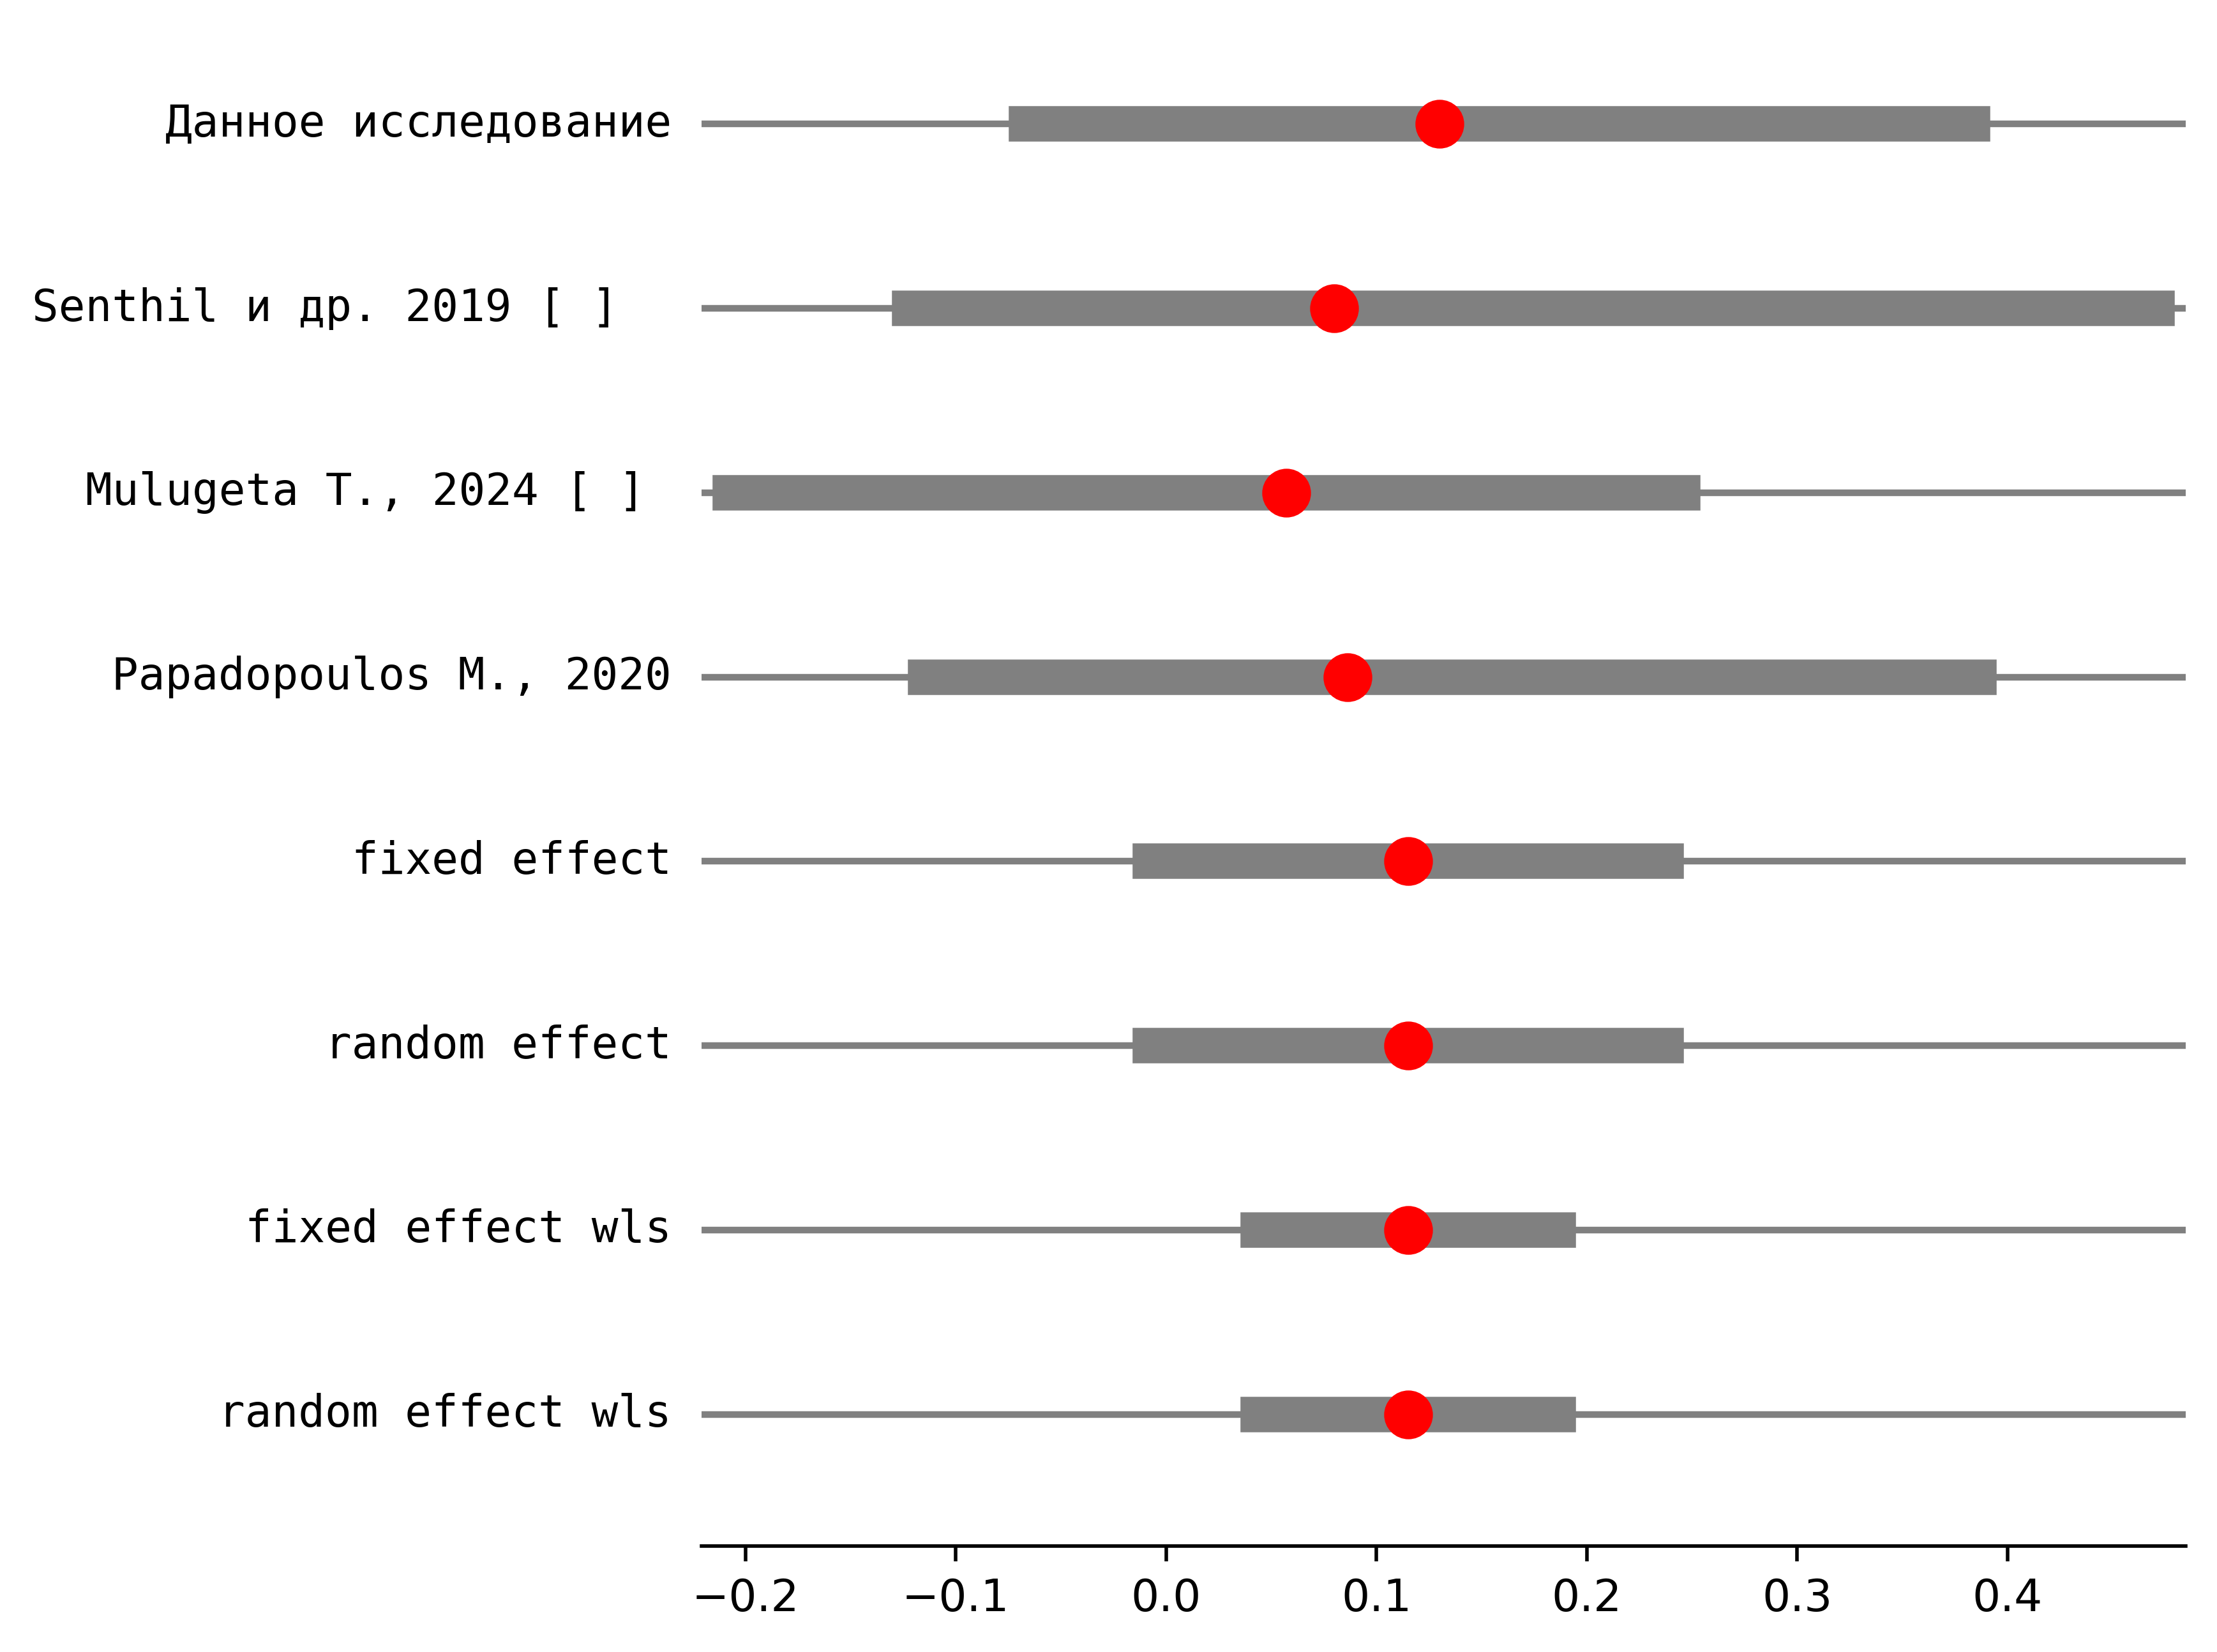 Данное исследование
Senthil и др. 2019 [ ]
Mulugeta T., 2024 [ ]
Papadopoulos M., 2020
fixed effect
random effect
fixed effect wls
random effect wls
−0.2 −0.1 0.0 0.1 0.2 0.3 0.4